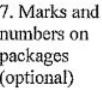 7. Marks and
numbers on
packages
(optional)